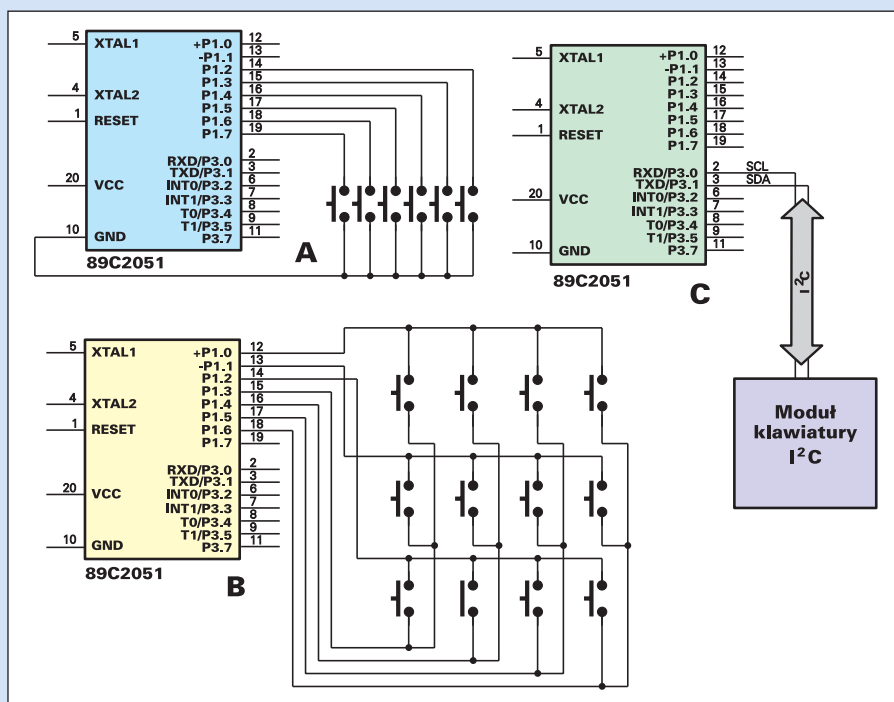 5 XTAL1 +P1.0 12
-P1.1 13
P1.2 14
P1.3 15
4 XTAL2 P1.4 16
P1.5 17
1 RESET P1.6 18
P1.7 19
RXD/P3.0 2
TXD/P3.1 3
20 VCC INT0/P3.2 6
INT1/P3.3 7
T0/P3.4 8
T1/P3.5 9
10 GND P3.7 11
89C2051
A
5 XTAL1 +P1.0 12
-P1.1 13
P1.2 14
P1.3 15
4 XTAL2 P1.4 16
P1.5 17
1 RESET P1.6 18
P1.7 19
RXD/P3.0 2 SCL
TXD/P3.1 3 SDA
20 VCC INT0/P3.2 6
INT1/P3.3 7
T0/P3.4 8
T1/P3.5 9
10 GND P3.7 11
89C2051
C
I²C
Moduł
klawiatury
I²C
5 XTAL1 +P1.0 12
-P1.1 13
P1.2 14
P1.3 15
4 XTAL2 P1.4 16
P1.5 17
1 RESET P1.6 18
P1.7 19
RXD/P3.0 2
TXD/P3.1 3
20 VCC INT0/P3.2 6
INT1/P3.3 7
T0/P3.4 8
T1/P3.5 9
10 GND P3.7 11
89C2051
B